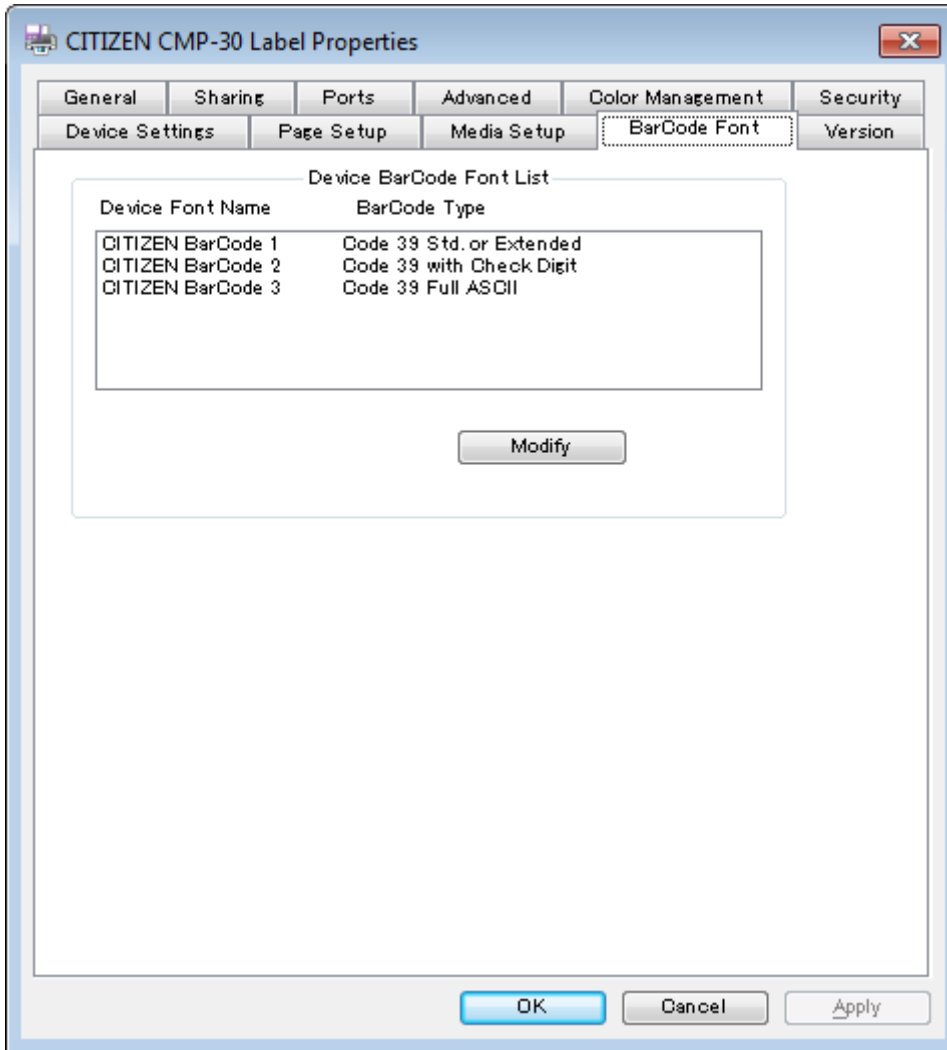 CITIZEN CMP-30 Label Properties
General Sharing Ports Advanced Color Management Security
Device Settings Page Setup Media Setup BarCode Font Version
Device BarCode Font List
Device Font Name BarCode Type
CITIZEN BarCode 1 Code 39 Std. or Extended
CITIZEN BarCode 2 Code 39 with Check Digit
CITIZEN BarCode 3 Code 39 Full ASCII
Modify
OK Cancel Apply